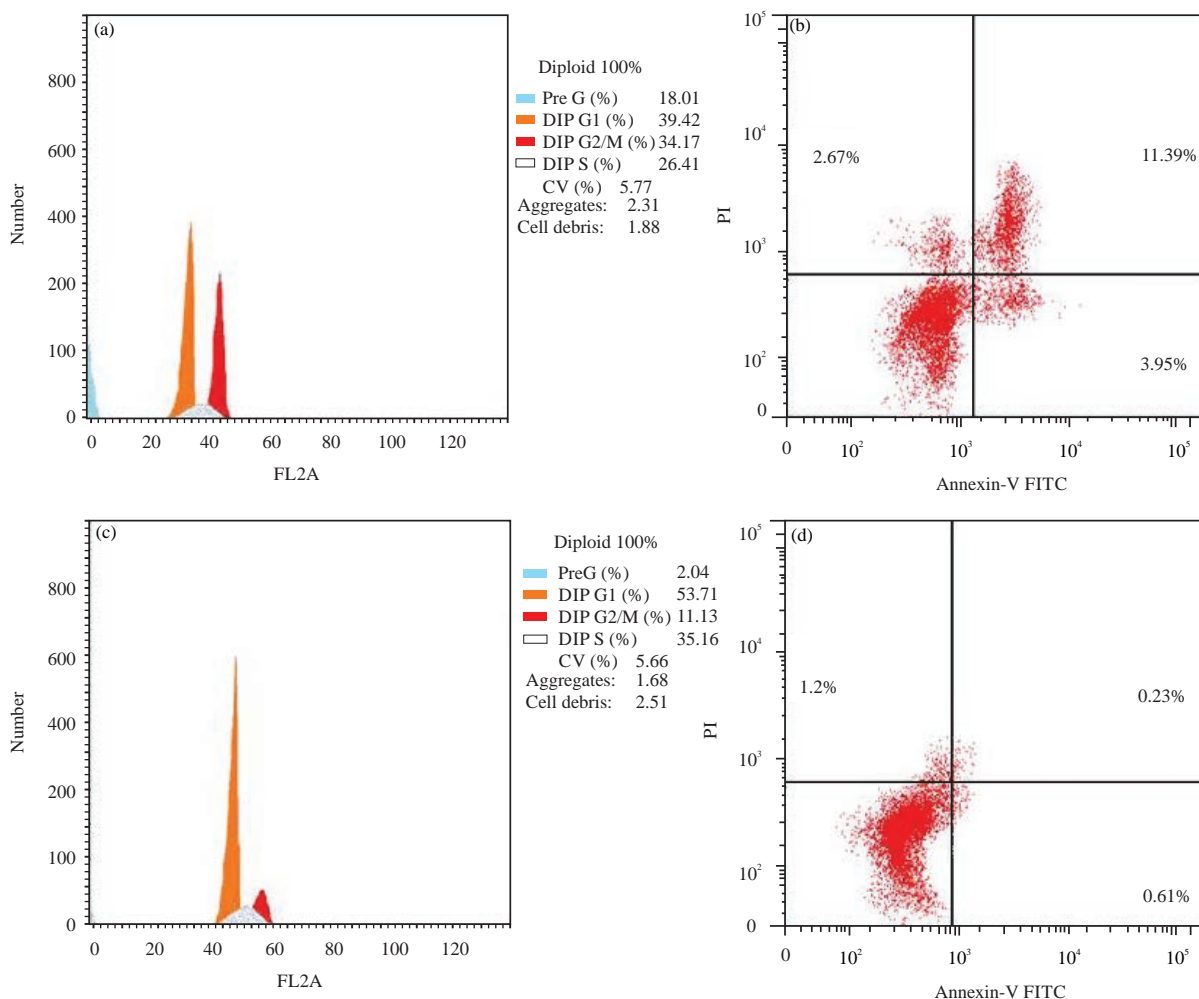 (a)
Diploid 100%
Pre G (%) 18.01
DIP G1 (%) 39.42
DIP G2/M (%) 34.17
DIP S (%) 26.41
CV (%) 5.77
Aggregates: 2.31
Cell debris: 1.88
Number
800
600
400
200
100
0
0 20 40 60 80 100 120
FL2A
(b)
2.67% 11.39%
3.95%
PI
10⁵
10⁴
10³
10²
0
0 10² 10³ 10⁴ 10⁵
Annexin-V FITC
(c)
Diploid 100%
PreG (%) 2.04
DIP G1 (%) 53.71
DIP G2/M (%) 11.13
DIP S (%) 35.16
CV (%) 5.66
Aggregates: 1.68
Cell debris: 2.51
Number
800
600
400
200
100
0
0 20 40 60 80 100 120
FL2A
(d)
1.2% 0.23%
0.61%
PI
10⁵
10⁴
10³
10²
0
0 10² 10³ 10⁴ 10⁵
Annexin-V FITC